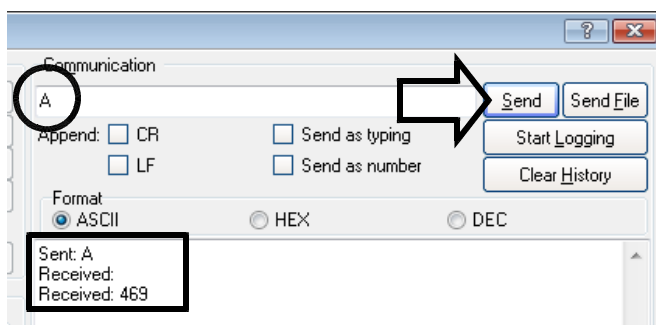 Communication
A
Send
Send File
Append:
CR
Send as typing
Start Logging
LF
Send as number
Clear History
Format
ASCII
HEX
DEC
Sent: A
Received:
Received: 469